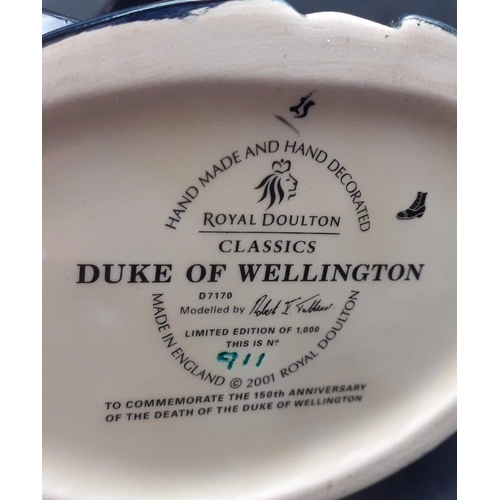 HAND MADE AND HAND DECORATED
ROYAL DOULTON
CLASSICS
DUKE OF WELLINGTON
D7170
Modelled by
LIMITED EDITION OF 1,000
THIS IS Nº
911
MADE IN ENGLAND © 2001 ROYAL DOULTON
TO COMMEMORATE THE 150th ANNIVERSARY
OF THE DEATH OF THE DUKE OF WELLINGTON